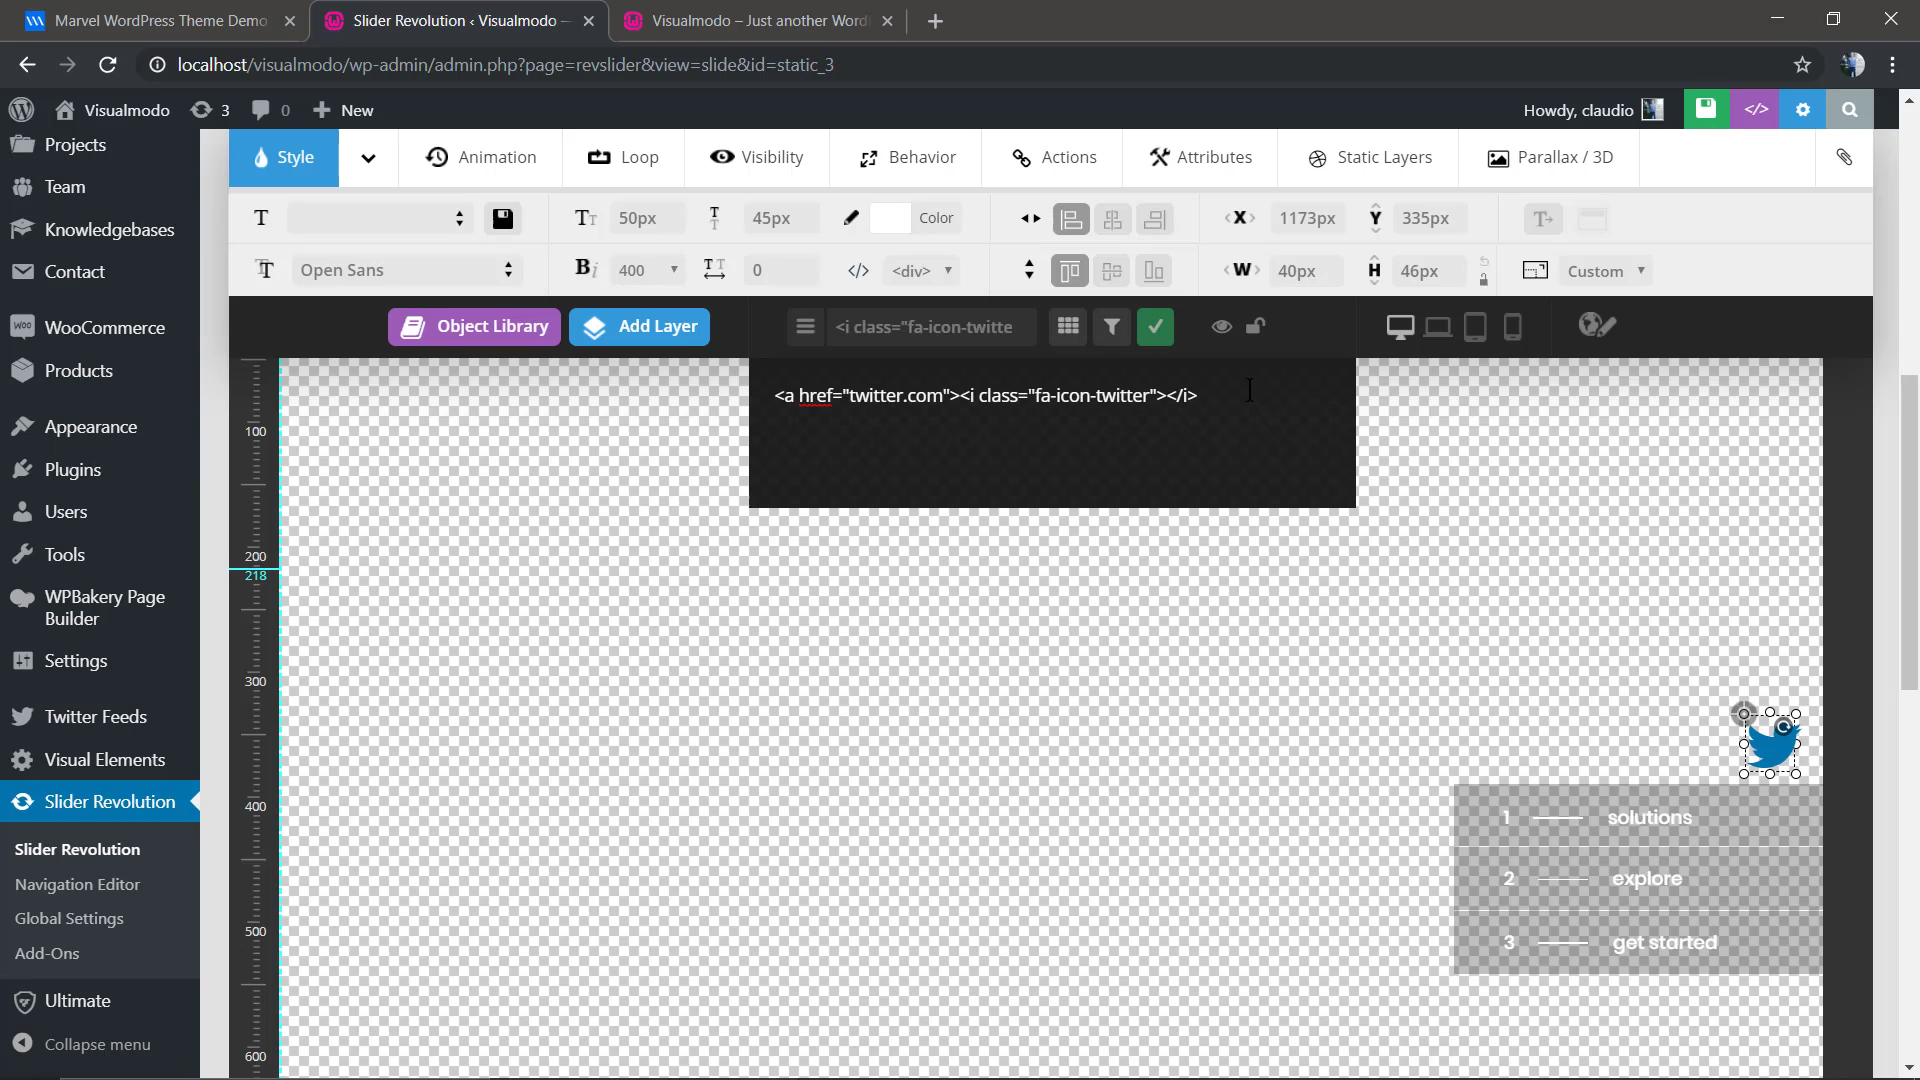 Marvel WordPress Theme Demo
Slider Revolution ‹ Visualmodo —
Visualmodo – Just another Word
localhost/visualmodo/wp-admin/admin.php?page=revslider&view=slide&id=static_3
Visualmodo
3
0
New
Howdy, claudio
</>
Projects
Team
Knowledgebases
Contact
WOO
WooCommerce
Products
Appearance
Plugins
Users
Tools
WPBakery Page
Builder
Settings
Twitter Feeds
Visual Elements
Slider Revolution
Slider Revolution
Navigation Editor
Global Settings
Add-Ons
Ultimate
Collapse menu
Style
Animation
Loop
Visibility
Behavior
Actions
Attributes
Static Layers
Parallax / 3D
50px
45px
Color
X
1173px
Y
335px
Open Sans
400
0
</>
<div>
W
40px
H
46px
Custom
Object Library
Add Layer
<i class="fa-icon-twitte
<a href="twitter.com"><i class="fa-icon-twitter"></i>
100
200
218
300
400
500
600
1 solutions
2 explore
3 get started